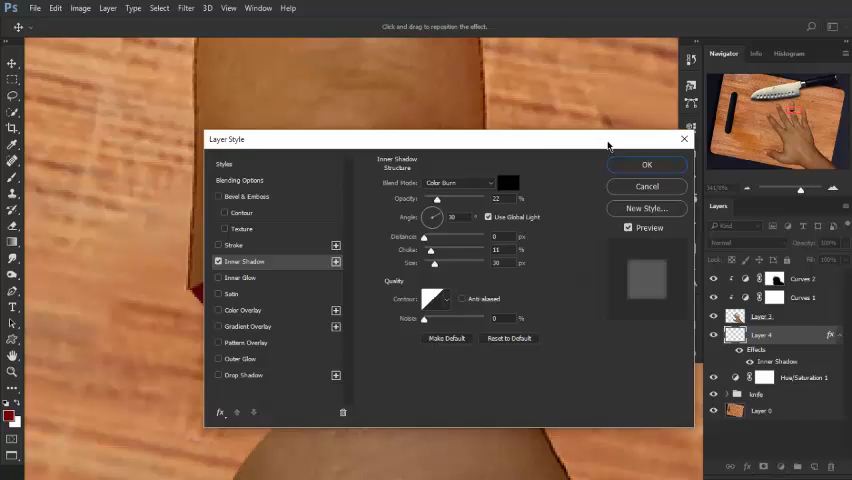 Ps File Edit Image Layer Type Select Filter 3D View Window Help
Click and drag to reposition the effect.
Navigator Info Histogram
Layer Style
Styles
Blending Options
Bevel & Emboss
Contour
Texture
Stroke
Inner Shadow
Inner Glow
Satin
Color Overlay
Gradient Overlay
Pattern Overlay
Outer Glow
Drop Shadow
fx
Inner Shadow
Structure
Blend Mode: Color Burn
Opacity: 22 %
Angle: 30 ° Use Global Light
Distance: 0 px
Choke: 11 %
Size: 30 px
Quality
Contour: Anti-aliased
Noise: 0 %
Make Default Reset to Default
OK
Cancel
New Style...
Preview
Layers
Kind
Normal Opacity: 100%
Lock: Fill: 100%
Curves 2
Curves 1
Layer 3
Layer 4 fx
Effects
Inner Shadow
Hue/Saturation 1
knife
Layer 0
fx